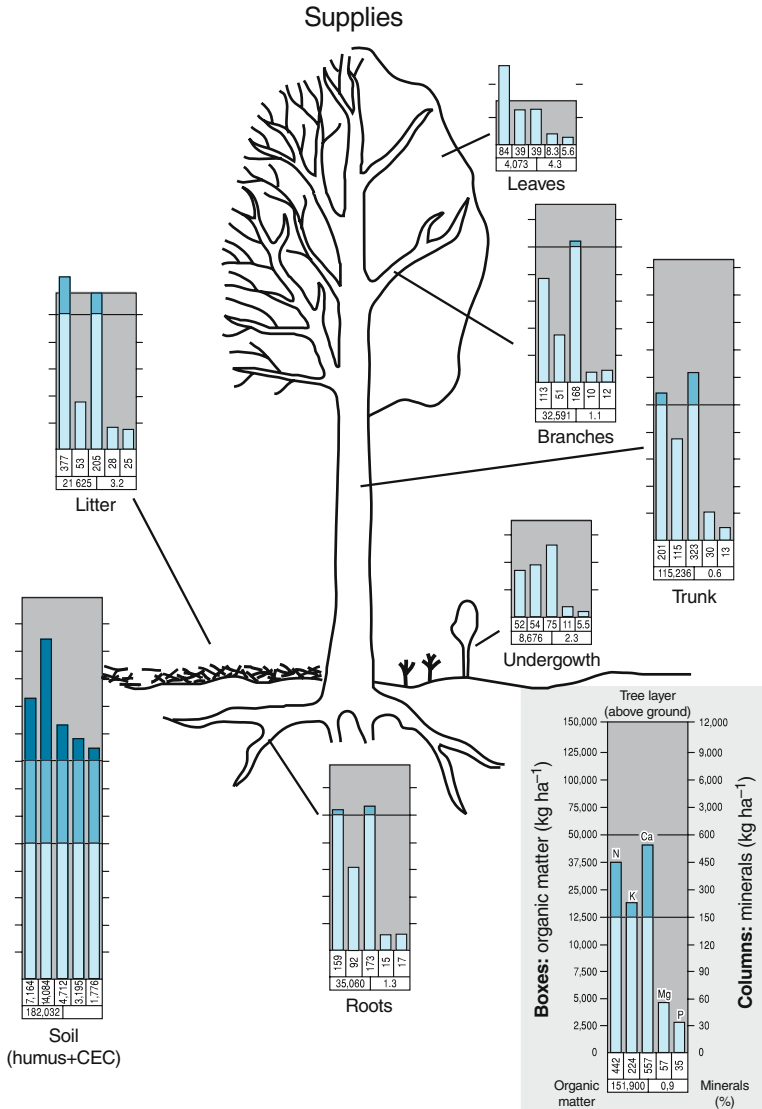 Supplies
84 39 39 8.3 5.6
4,073 4.3
Leaves
113 51 168 10 12
32,591 1.1
Branches
377 53 205 28 25
21 625 3.2
Litter
201 115 323 30 13
115,236 0.6
Trunk
52 54 75 11 5.5
8,676 2.3
Undergowth
7,164 14,084 4,712 3,195 1,776
182,032
Soil
(humus+CEC)
159 92 173 15 17
35,060 1.3
Roots
Tree layer
(above ground)
Boxes: organic matter (kg ha−1)
150,000
125,000
100,000
75,000
50,000
37,500
25,000
12,500
10,000
7,500
5,000
2,500
0
N K Ca Mg P
12,000
9,000
6,000
3,000
600
450
300
150
120
90
60
30
0
Columns: minerals (kg ha−1)
442 224 557 57 35
151,900 0,9
Organic
matter
Minerals
(%)